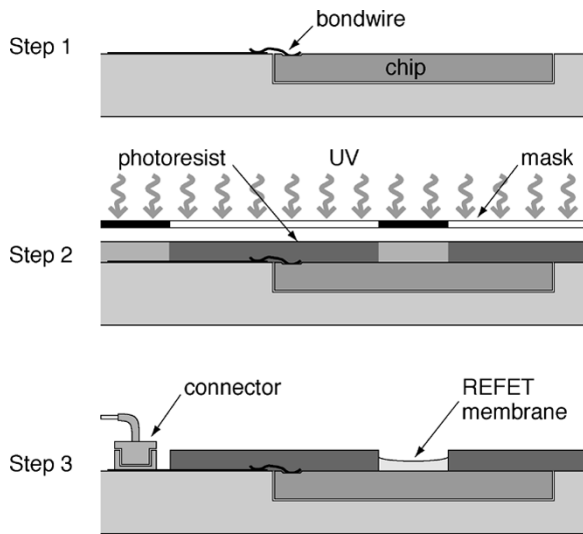 bondwire
Step 1
chip
photoresist
UV
mask
Step 2
connector
REFET
membrane
Step 3